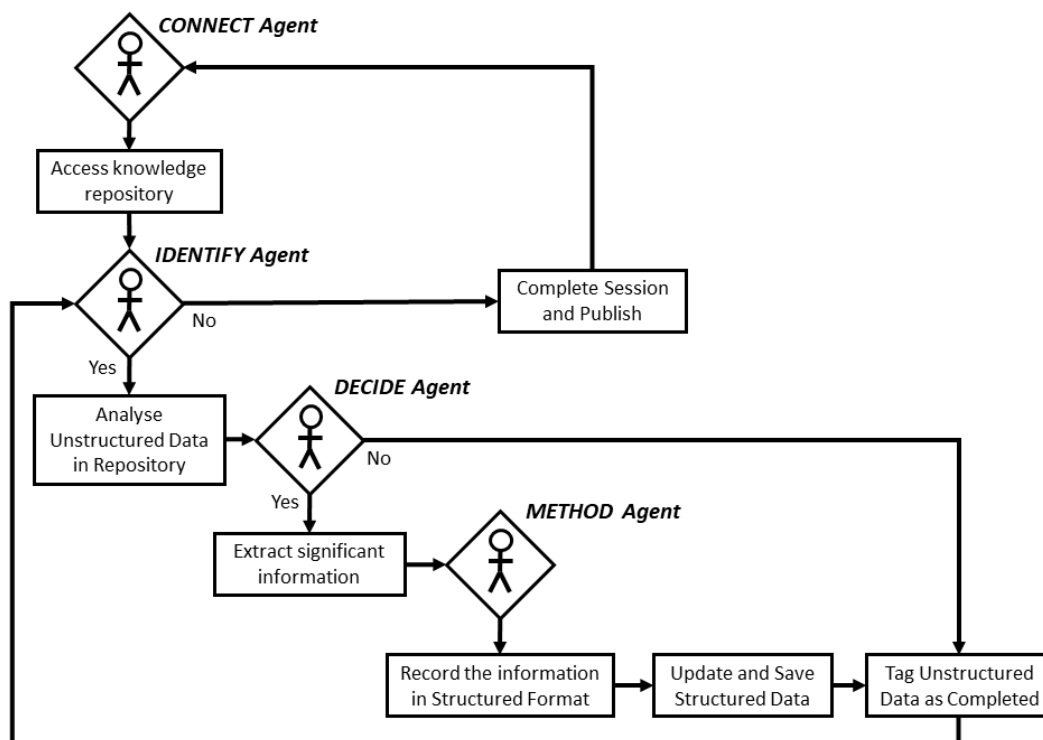 CONNECT Agent
Access knowledge
repository
IDENTIFY Agent
No
Complete Session
and Publish
Yes
Analyse
Unstructured Data
in Repository
DECIDE Agent
No
Yes
Extract significant
information
METHOD Agent
Record the information
in Structured Format
Update and Save
Structured Data
Tag Unstructured
Data as Completed